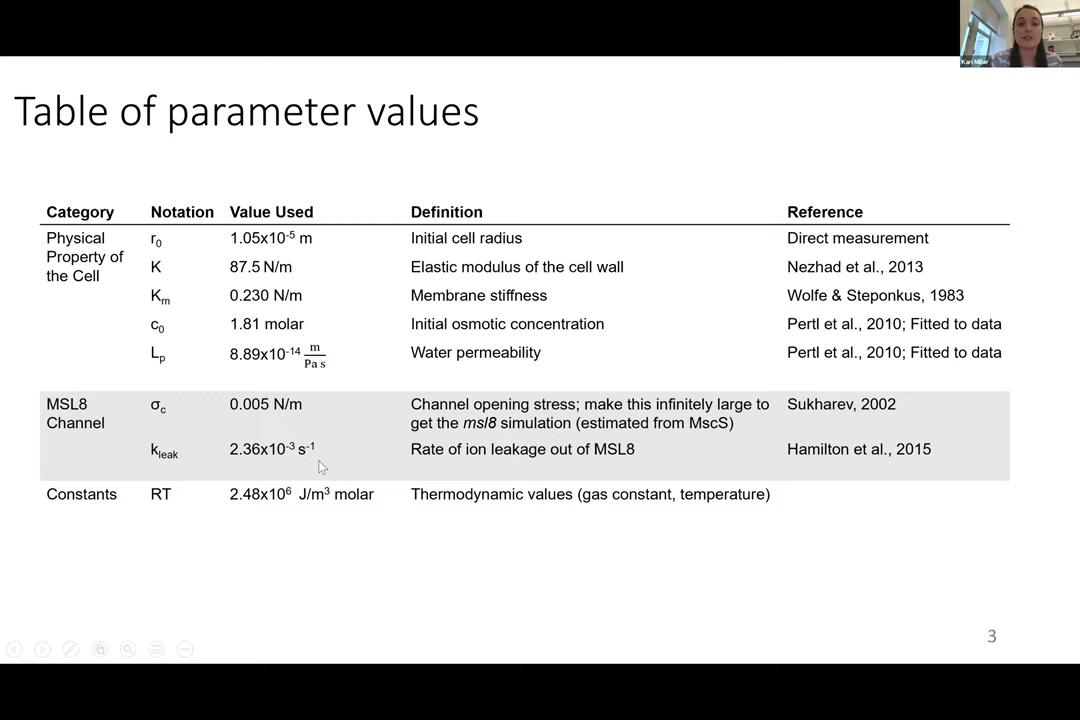 Kari Miller
Table of parameter values
Category Notation Value Used Definition Reference
Physical Property of the Cell r₀ 1.05x10⁻⁵ m Initial cell radius Direct measurement
K 87.5 N/m Elastic modulus of the cell wall Nezhad et al., 2013
Kₘ 0.230 N/m Membrane stiffness Wolfe & Steponkus, 1983
c₀ 1.81 molar Initial osmotic concentration Pertl et al., 2010; Fitted to data
Lₚ 8.89x10⁻¹⁴ m/Pa s Water permeability Pertl et al., 2010; Fitted to data
MSL8 Channel σc 0.005 N/m Channel opening stress; make this infinitely large to get the msl8 simulation (estimated from MscS) Sukharev, 2002
kleak 2.36x10⁻³ s⁻¹ Rate of ion leakage out of MSL8 Hamilton et al., 2015
Constants RT 2.48x10⁶ J/m³ molar Thermodynamic values (gas constant, temperature)
3